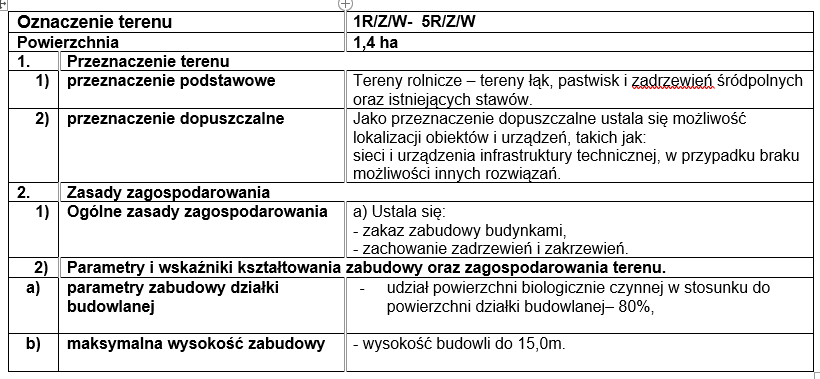 Oznaczenie terenu 1R/Z/W- 5R/Z/W
Powierzchnia 1,4 ha
1. Przeznaczenie terenu
1) przeznaczenie podstawowe Tereny rolnicze – tereny łąk, pastwisk i zadrzewień śródpolnych
oraz istniejących stawów.
2) przeznaczenie dopuszczalne Jako przeznaczenie dopuszczalne ustala się możliwość
lokalizacji obiektów i urządzeń, takich jak:
sieci i urządzenia infrastruktury technicznej, w przypadku braku
możliwości innych rozwiązań.
2. Zasady zagospodarowania
1) Ogólne zasady zagospodarowania a) Ustala się:
- zakaz zabudowy budynkami,
- zachowanie zadrzewień i zakrzewień.
2) Parametry i wskaźniki kształtowania zabudowy oraz zagospodarowania terenu.
a) parametry zabudowy działki - udział powierzchni biologicznie czynnej w stosunku do
budowlanej powierzchni działki budowlanej– 80%,
b) maksymalna wysokość zabudowy - wysokość budowli do 15,0m.